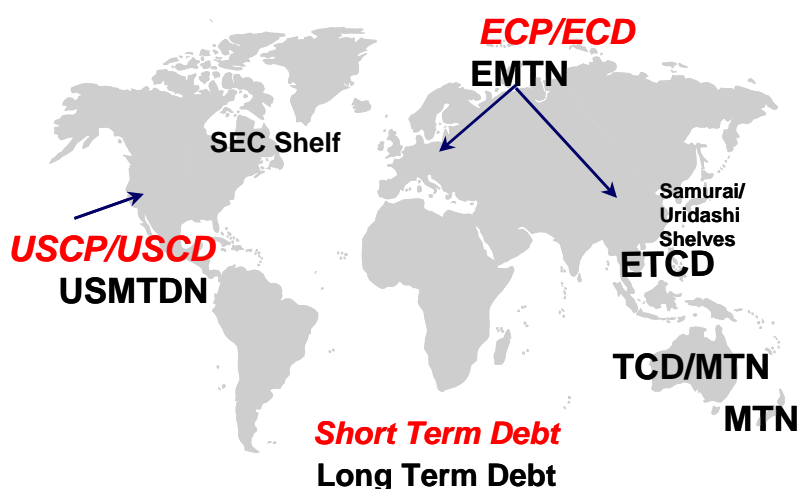 ECP/ECD
EMTN
SEC Shelf
Samurai/
Uridashi
Shelves
USCP/USCD
ETCD
USMTDN
TCD/MTN
MTN
Short Term Debt
Long Term Debt